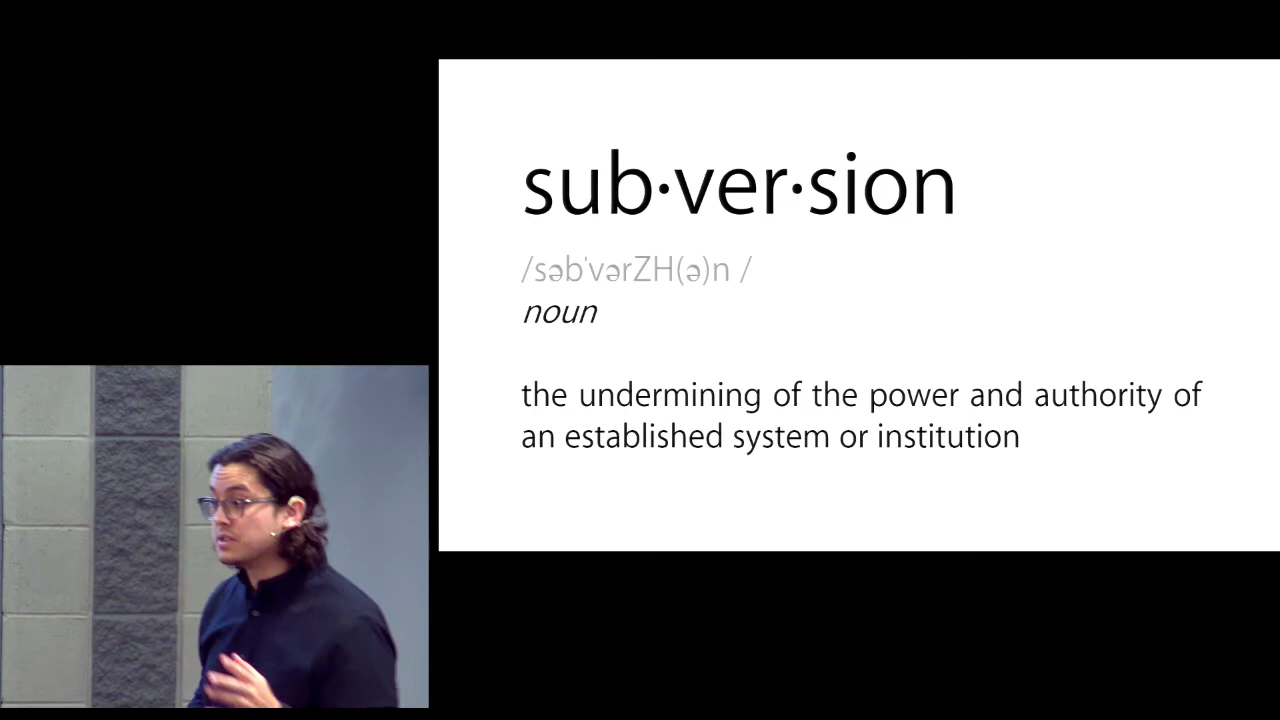 sub·ver·sion
/səbˈvərZH(ə)n /
noun
the undermining of the power and authority of
an established system or institution